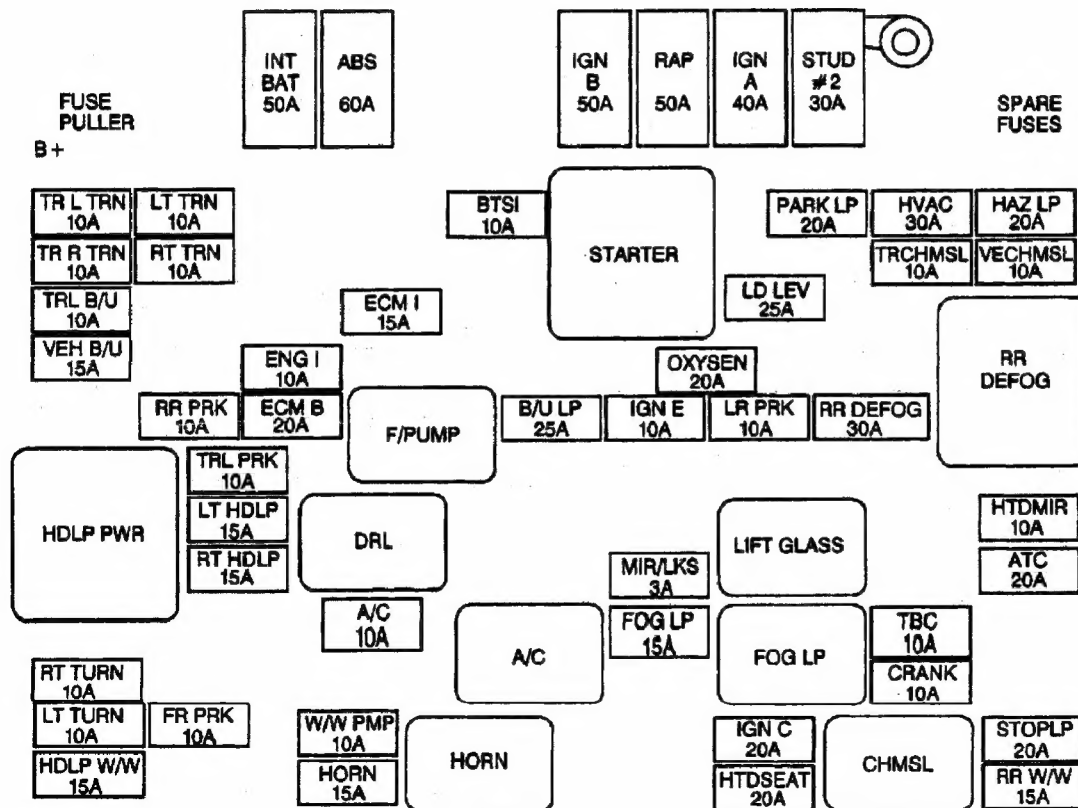 INT
BAT
50A
ABS
60A
IGN
B
50A
RAP
50A
IGN
A
40A
STUD
#2
30A
FUSE
PULLER
B+
SPARE
FUSES
TR L TRN
10A
LT TRN
10A
BTSI
10A
STARTER
PARK LP
20A
HVAC
30A
HAZ LP
20A
TR R TRN
10A
RT TRN
10A
TRCHMSL
10A
VECHMSL
10A
TRL B/U
10A
ECM I
15A
LD LEV
25A
VEH B/U
15A
ENG I
10A
OXYSEN
20A
RR
DEFOG
RR PRK
10A
ECM B
20A
F/PUMP
B/U LP
25A
IGN E
10A
LR PRK
10A
RR DEFOG
30A
TRL PRK
10A
HDLP PWR
LT HDLP
15A
DRL
LIFT GLASS
HTDMIR
10A
RT HDLP
15A
MIR/LKS
3A
ATC
20A
A/C
10A
A/C
FOG LP
15A
FOG LP
TBC
10A
CRANK
10A
RT TURN
10A
LT TURN
10A
FR PRK
10A
W/W PMP
10A
HORN
IGN C
20A
CHMSL
STOPLP
20A
HDLP W/W
15A
HORN
15A
HTDSEAT
20A
RR W/W
15A